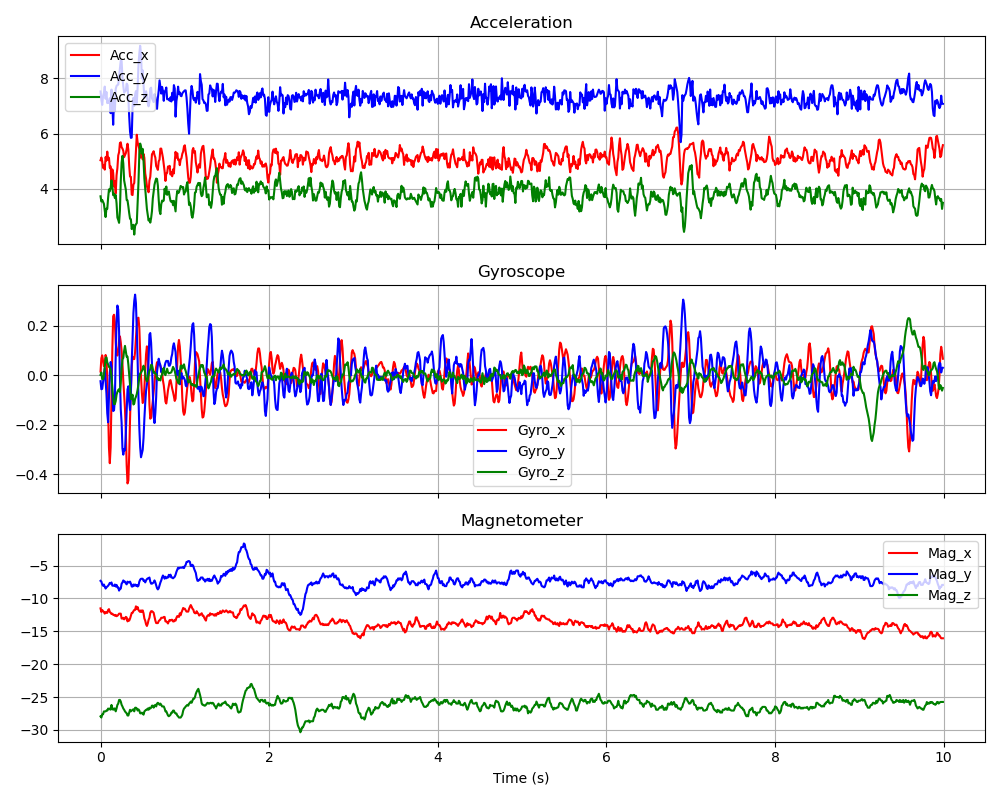 Acceleration
Acc_x
Acc_y
Acc_z
8
6
4
Gyroscope
0.2
0.0
−0.2
−0.4
Gyro_x
Gyro_y
Gyro_z
Magnetometer
Mag_x
Mag_y
Mag_z
−5
−10
−15
−20
−25
−30
0 2 4 6 8 10
Time (s)